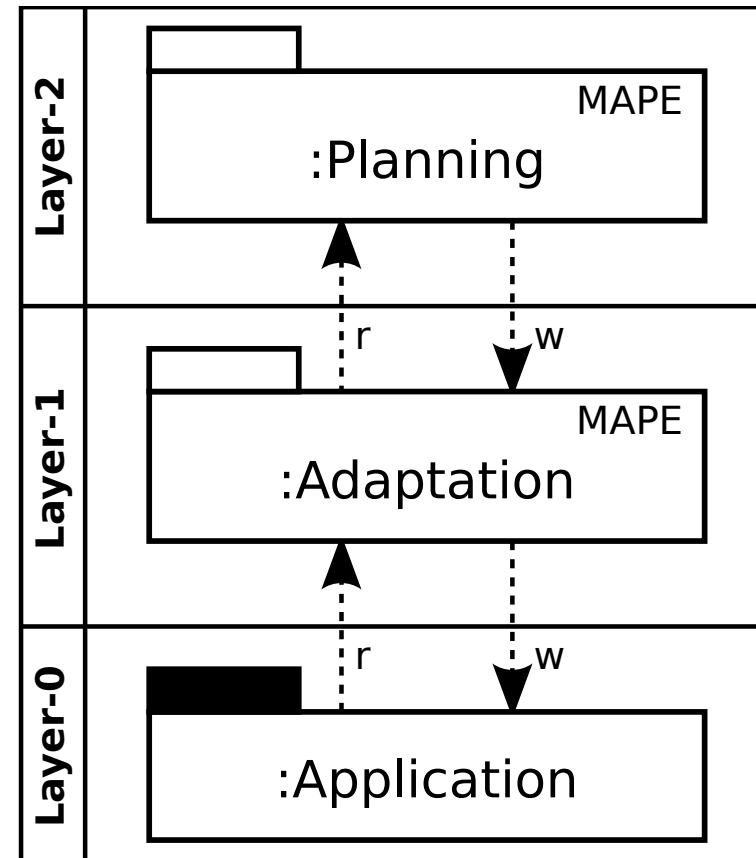 Layer-2
MAPE
:Planning
r
w
Layer-1
MAPE
:Adaptation
r
w
Layer-0
:Application